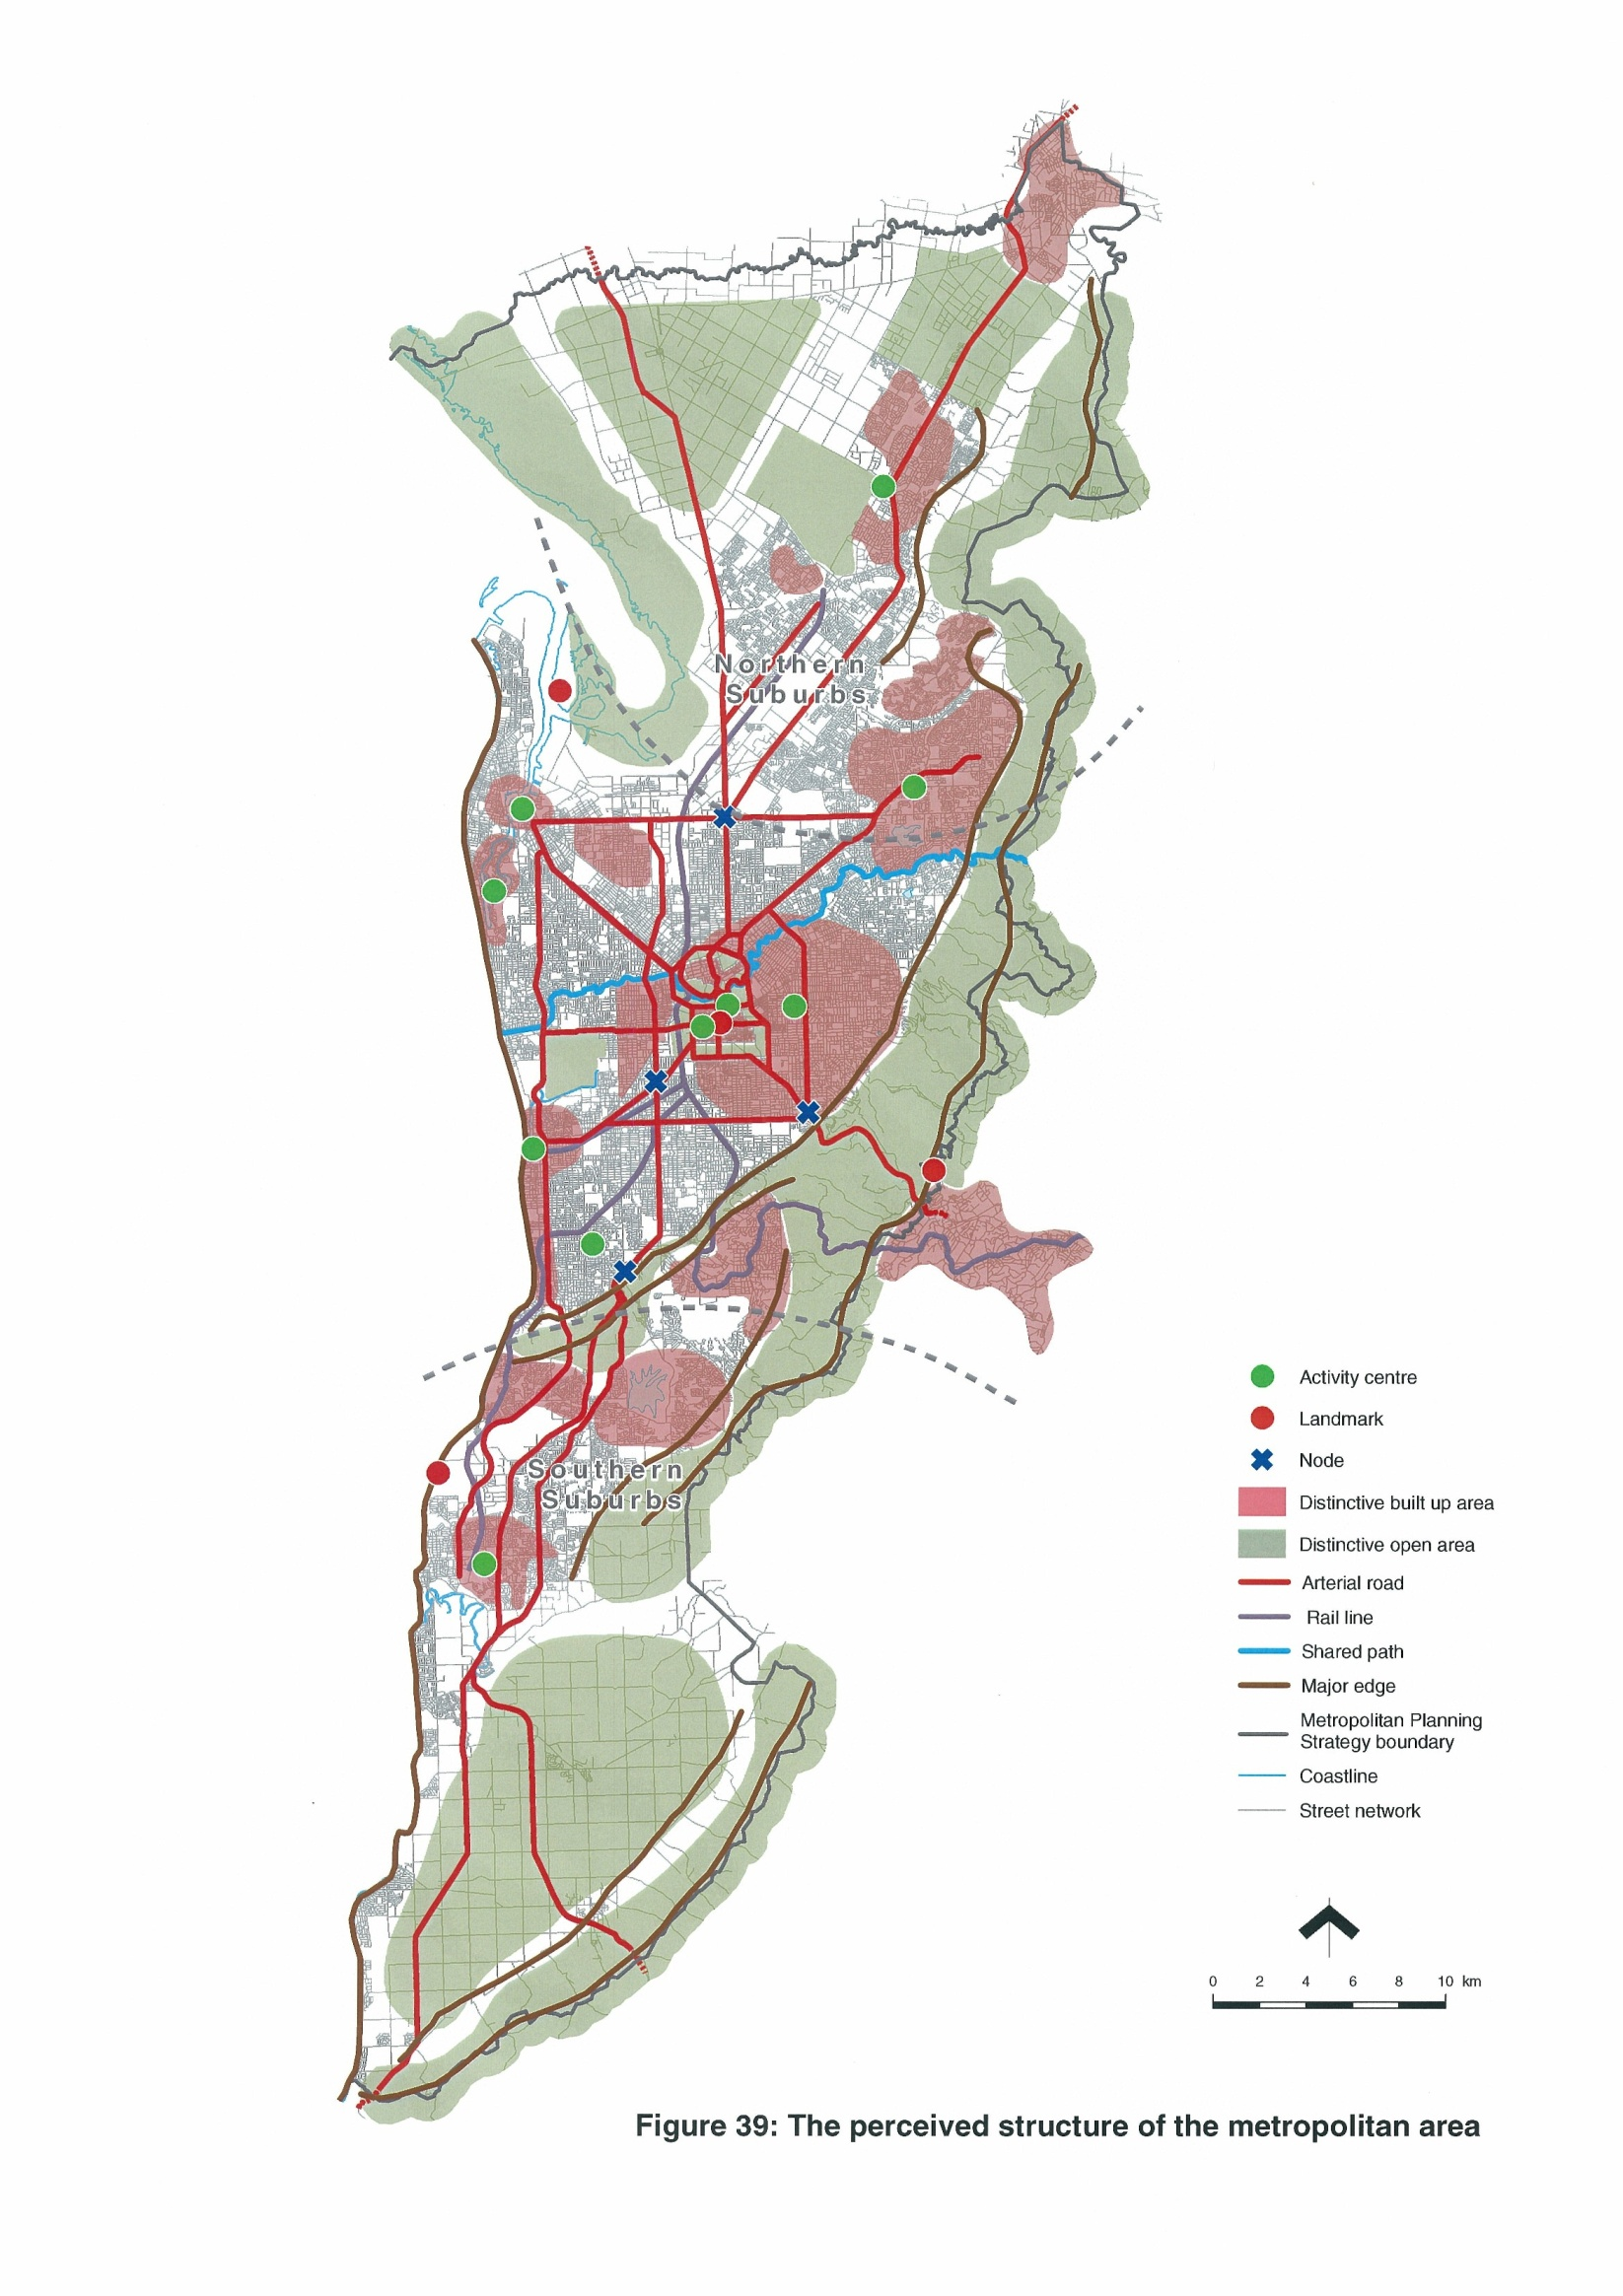 Northern
Suburbs
Southern
Suburbs
Activity centre
Landmark
Node
Distinctive built up area
Distinctive open area
Arterial road
Rail line
Shared path
Major edge
Metropolitan Planning
Strategy boundary
Coastline
Street network
0 2 4 6 8 10 km
Figure 39: The perceived structure of the metropolitan area